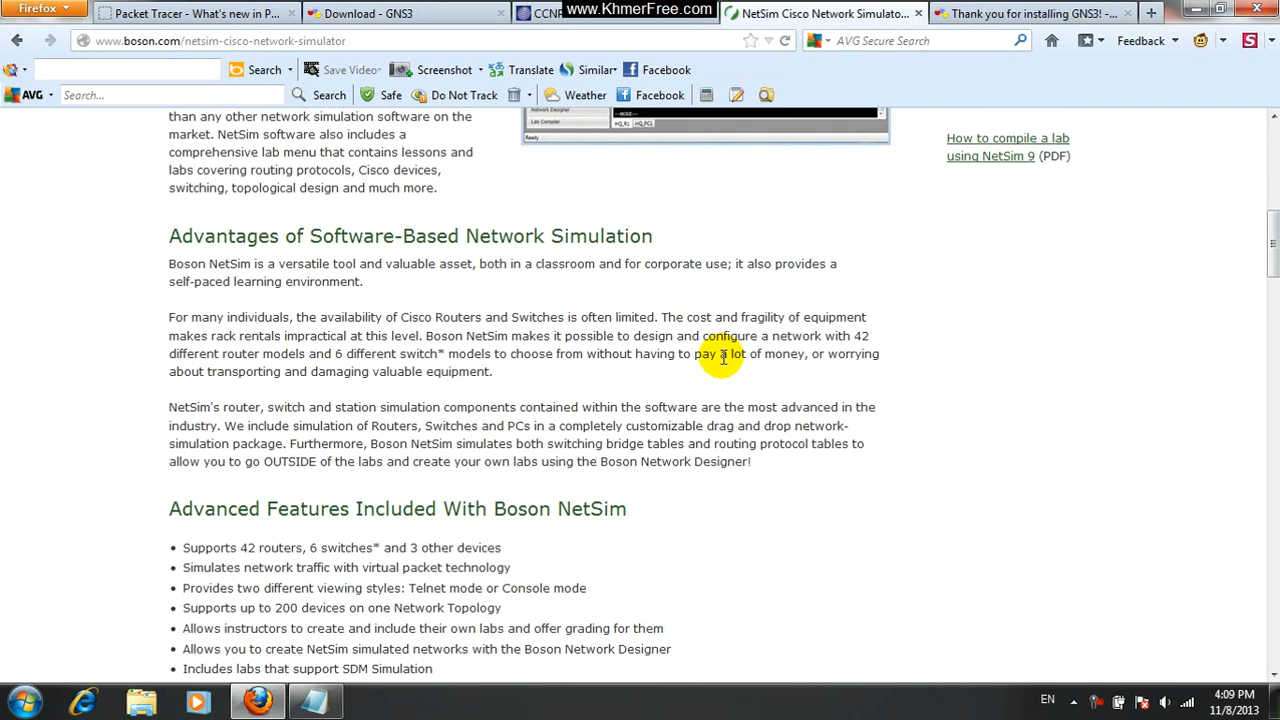 Firefox
Packet Tracer - What's new in P...
Download - GNS3
CCNP
www.KhmerFree.com
NetSim Cisco Network Simulato...
Thank you for installing GNS3! -...
www.boson.com/netsim-cisco-network-simulator
AVG Secure Search
Feedback
Search
Save Video
Screenshot
Translate
Similar
Facebook
AVG
Search...
Search
Safe
Do Not Track
Weather
Facebook
than any other network simulation software on the
market. NetSim software also includes a
comprehensive lab menu that contains lessons and
labs covering routing protocols, Cisco devices,
switching, topological design and much more.
Network Designer
Lab Compiler
Ready
How to compile a lab
using NetSim 9 (PDF)
Advantages of Software-Based Network Simulation
Boson NetSim is a versatile tool and valuable asset, both in a classroom and for corporate use; it also provides a
self-paced learning environment.
For many individuals, the availability of Cisco Routers and Switches is often limited. The cost and fragility of equipment
makes rack rentals impractical at this level. Boson NetSim makes it possible to design and configure a network with 42
different router models and 6 different switch* models to choose from without having to pay a lot of money, or worrying
about transporting and damaging valuable equipment.
NetSim's router, switch and station simulation components contained within the software are the most advanced in the
industry. We include simulation of Routers, Switches and PCs in a completely customizable drag and drop network-
simulation package. Furthermore, Boson NetSim simulates both switching bridge tables and routing protocol tables to
allow you to go OUTSIDE of the labs and create your own labs using the Boson Network Designer!
Advanced Features Included With Boson NetSim
• Supports 42 routers, 6 switches* and 3 other devices
• Simulates network traffic with virtual packet technology
• Provides two different viewing styles: Telnet mode or Console mode
• Supports up to 200 devices on one Network Topology
• Allows instructors to create and include their own labs and offer grading for them
• Allows you to create NetSim simulated networks with the Boson Network Designer
• Includes labs that support SDM Simulation
EN
4:09 PM
11/8/2013